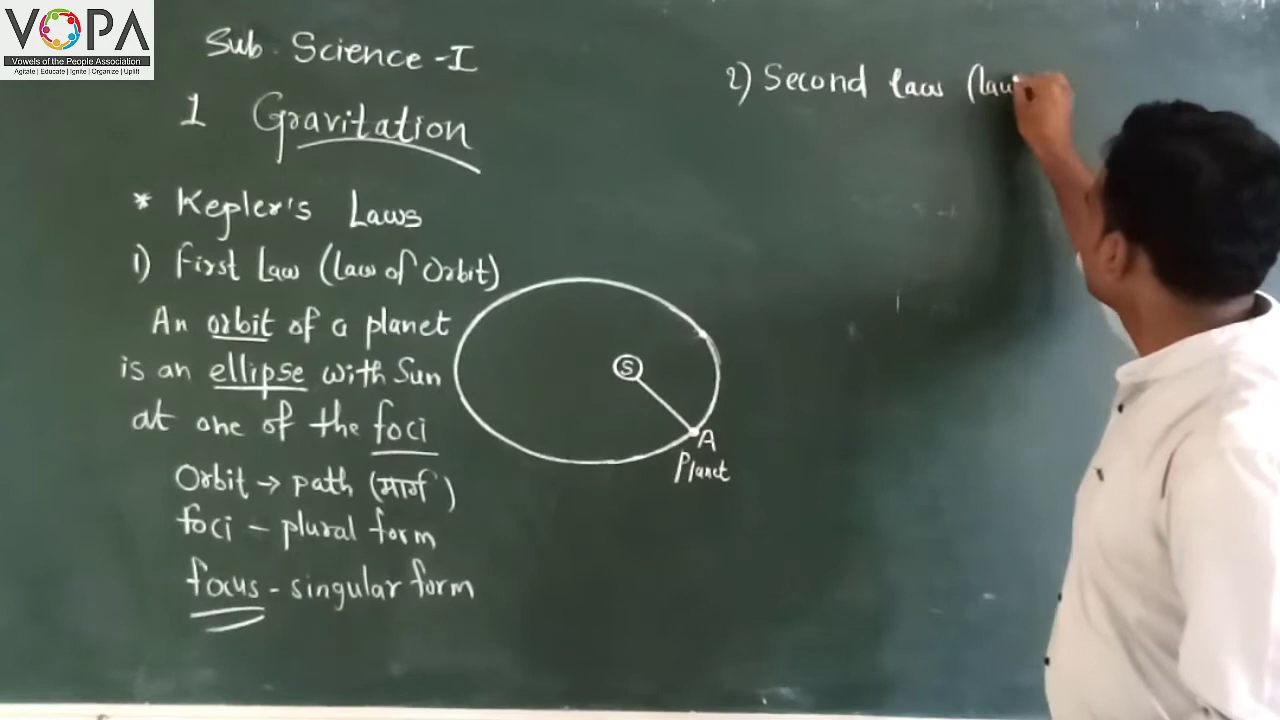 VOPA
Vowels of the People Association
Agitate | Educate | Ignite | Organize | Uplift
Sub. Science -I
1 Gravitation
* Kepler's Laws
1) First Law (law of Orbit)
An orbit of a planet
is an ellipse with Sun
at one of the foci
Orbit → path (मार्ग)
foci - plural form
focus - singular form
S
A
Planet
2) Second law (law